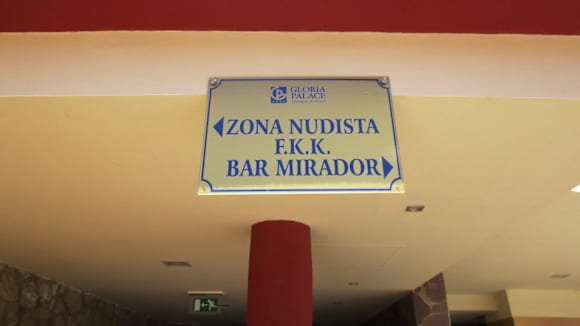 GLORIA
PALACE
ZONA NUDISTA
F.K.K.
BAR MIRADOR